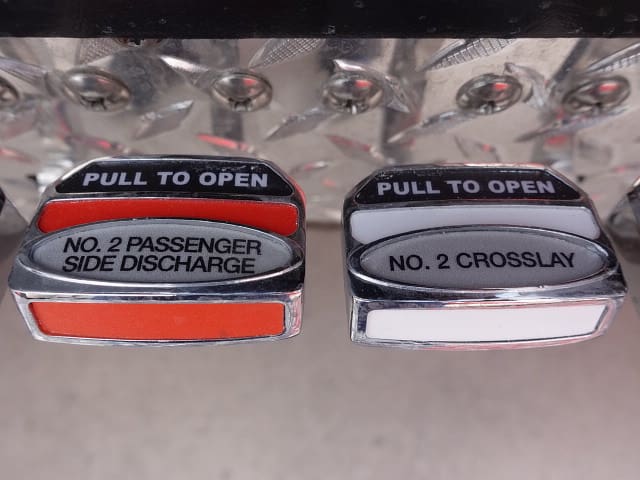 PULL TO OPEN
NO. 2 PASSENGER
SIDE DISCHARGE
PULL TO OPEN
NO. 2 CROSSLAY